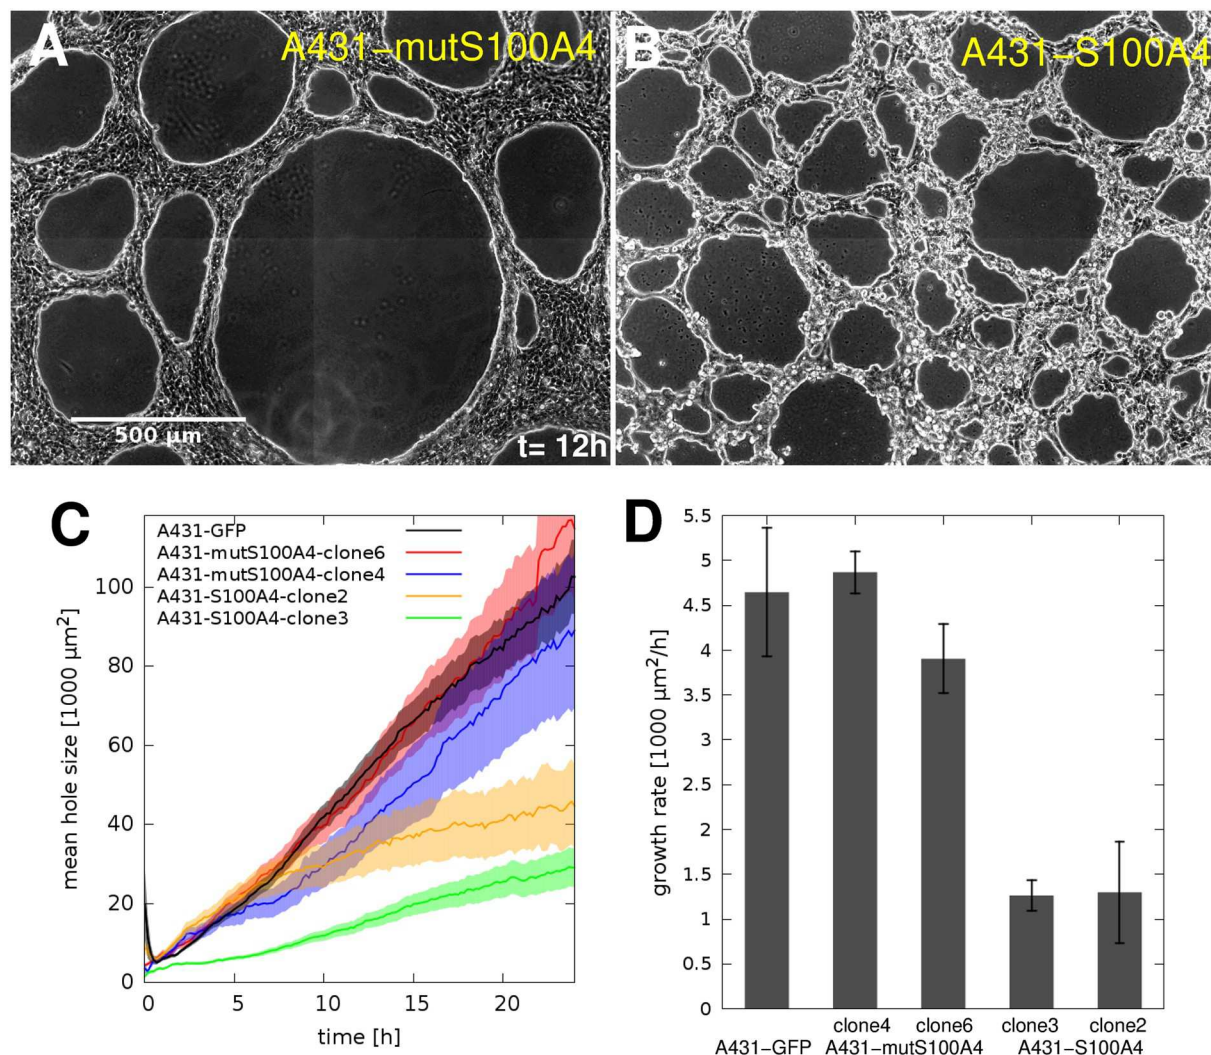 A
A431−mutS100A4
500 µm
t= 12h
B
A431−S100A4
C
A431-GFP
A431-mutS100A4-clone6
A431-mutS100A4-clone4
A431-S100A4-clone2
A431-S100A4-clone3
mean hole size [1000 µm²]
100
80
60
40
20
0
0 5 10 15 20
time [h]
D
growth rate [1000 µm²/h]
5.5
5
4.5
4
3.5
3
2.5
2
1.5
1
0.5
0
clone4 clone6 clone3 clone2
A431−GFP A431−mutS100A4 A431−S100A4